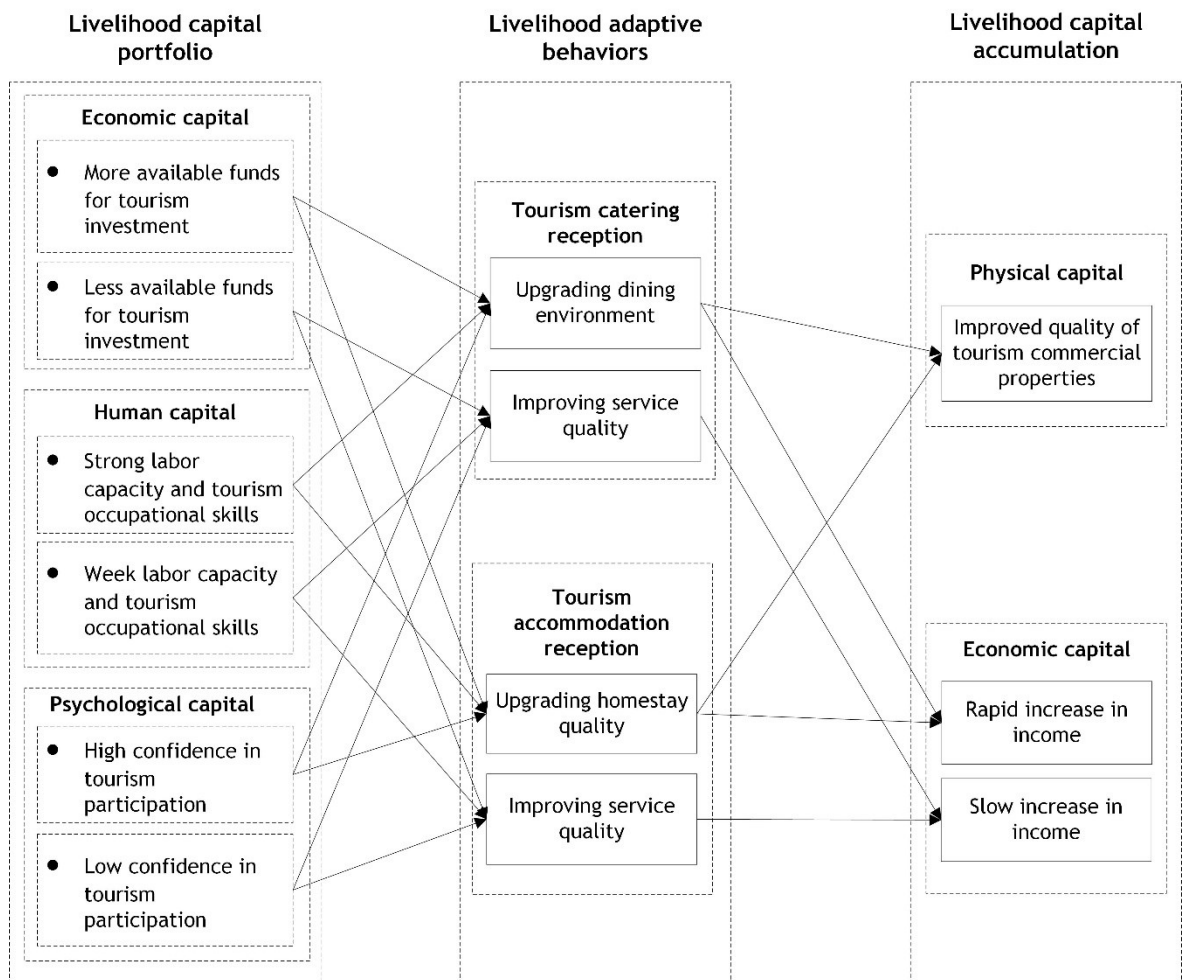 Livelihood capital
portfolio
Economic capital
● More available funds
for tourism
investment
● Less available funds
for tourism
investment
Human capital
● Strong labor
capacity and tourism
occupational skills
● Week labor capacity
and tourism
occupational skills
Psychological capital
● High confidence in
tourism
participation
● Low confidence in
tourism
participation
Livelihood adaptive
behaviors
Tourism catering
reception
Upgrading dining
environment
Improving service
quality
Tourism
accommodation
reception
Upgrading homestay
quality
Improving service
quality
Livelihood capital
accumulation
Physical capital
Improved quality of
tourism commercial
properties
Economic capital
Rapid increase in
income
Slow increase in
income